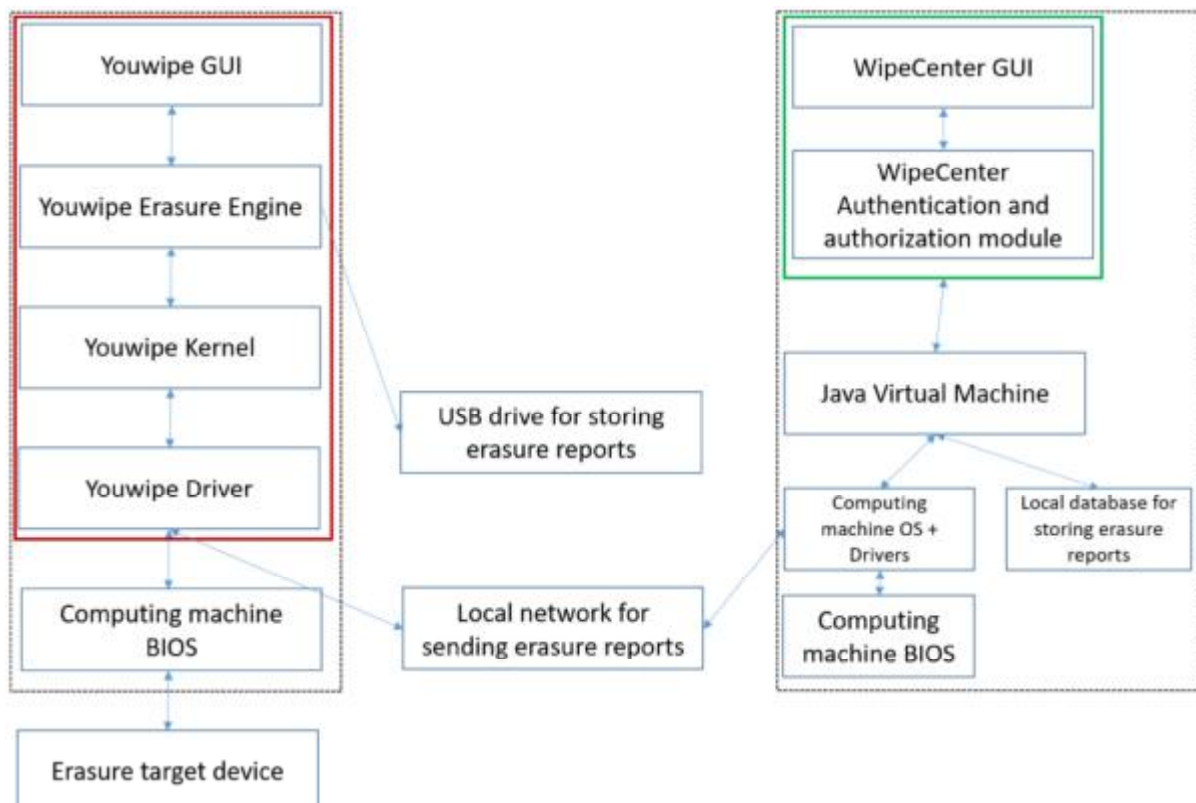 Youwipe GUI
Youwipe Erasure Engine
Youwipe Kernel
Youwipe Driver
Computing machine
BIOS
Erasure target device
USB drive for storing
erasure reports
Local network for
sending erasure reports
WipeCenter GUI
WipeCenter
Authentication and
authorization module
Java Virtual Machine
Computing
machine OS +
Drivers
Local database for
storing erasure
reports
Computing
machine BIOS